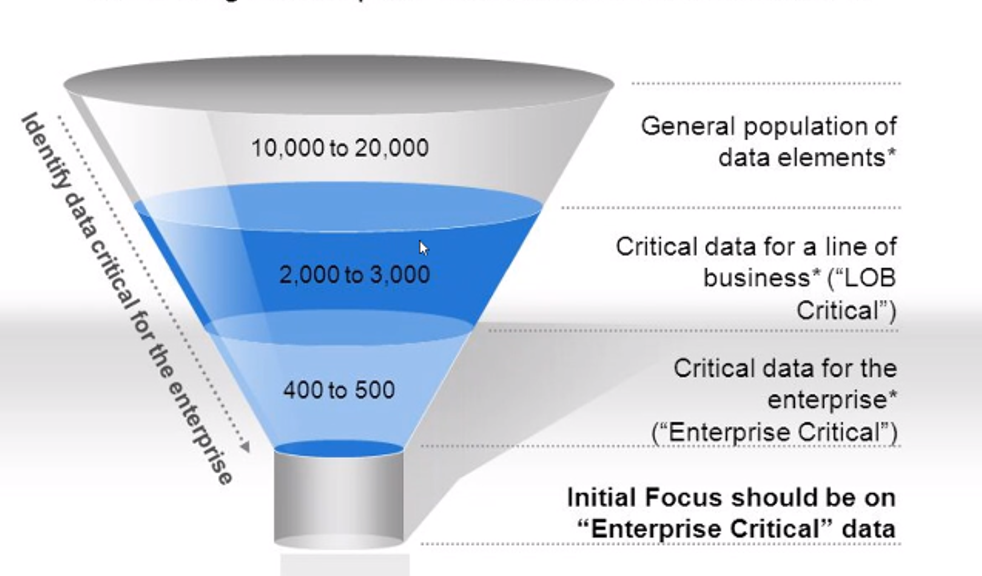 10,000 to 20,000
General population of
data elements*
2,000 to 3,000
Critical data for a line of
business* (“LOB
Critical”)
400 to 500
Critical data for the
enterprise*
(“Enterprise Critical”)
Initial Focus should be on
“Enterprise Critical” data
Identify data critical for the enterprise